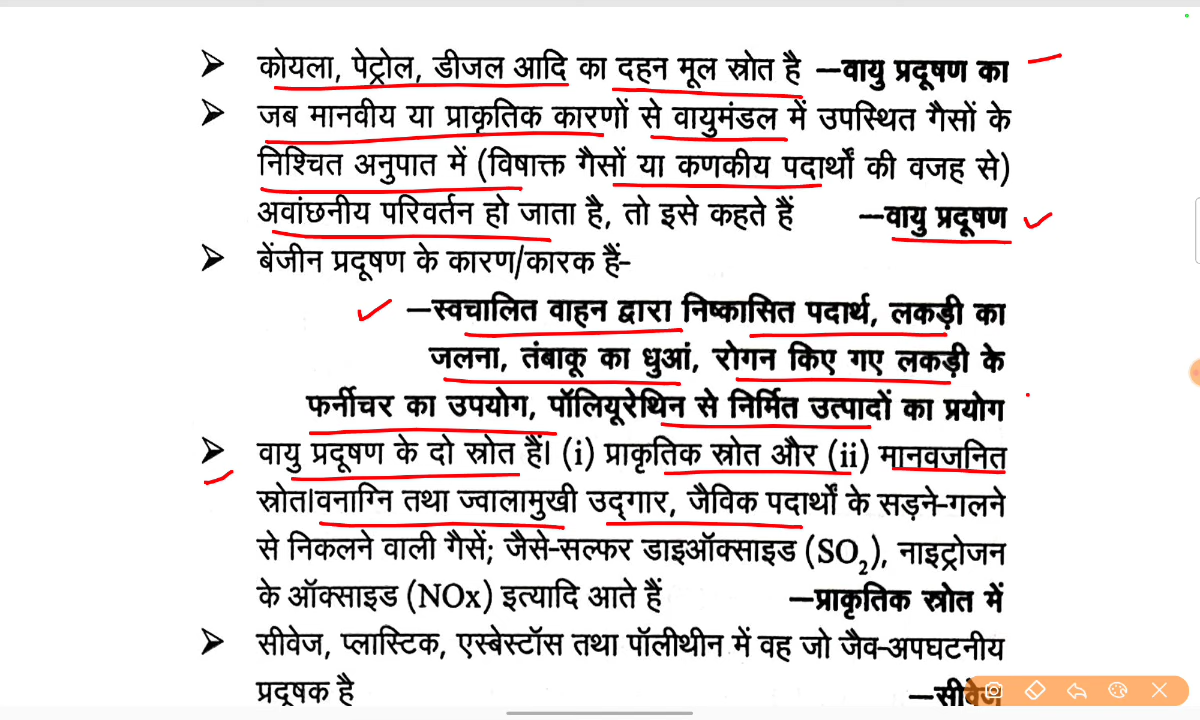 ➢ कोयला, पेट्रोल, डीजल आदि का दहन मूल स्रोत है –वायु प्रदूषण का
➢ जब मानवीय या प्राकृतिक कारणों से वायुमंडल में उपस्थित गैसों के
निश्चित अनुपात में (विषाक्त गैसों या कणकीय पदार्थों की वजह से)
अवांछनीय परिवर्तन हो जाता है, तो इसे कहते हैं –वायु प्रदूषण
➢ बेंजीन प्रदूषण के कारण/कारक हैं-
–स्वचालित वाहन द्वारा निष्कासित पदार्थ, लकड़ी का
जलना, तंबाकू का धुआं, रोगन किए गए लकड़ी के
फर्नीचर का उपयोग, पॉलियूरेथिन से निर्मित उत्पादों का प्रयोग
➢ वायु प्रदूषण के दो स्रोत हैं। (i) प्राकृतिक स्रोत और (ii) मानवजनित
स्रोत।वनाग्नि तथा ज्वालामुखी उद्गार, जैविक पदार्थों के सड़ने-गलने
से निकलने वाली गैसें; जैसे-सल्फर डाइऑक्साइड (SO₂), नाइट्रोजन
के ऑक्साइड (NOx) इत्यादि आते हैं –प्राकृतिक स्रोत में
➢ सीवेज, प्लास्टिक, एस्बेस्टॉस तथा पॉलीथीन में वह जो जैव-अपघटनीय
प्रदूषक है –सीवेज